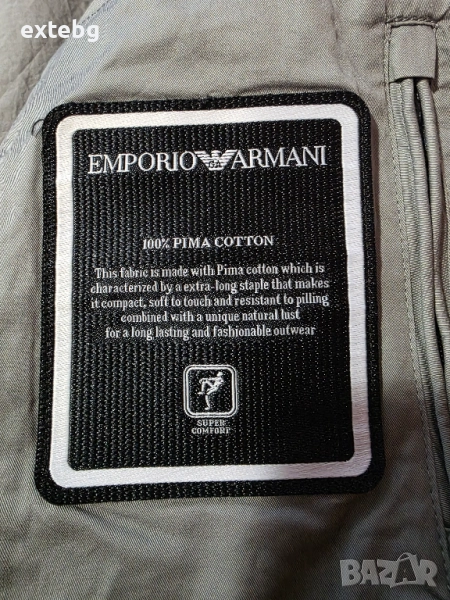 extebg
EMPORIO ARMANI
100% PIMA COTTON
This fabric is made with Pima cotton which is
characterized by a extra-long staple that makes
it compact, soft to touch and resistant to pilling
combined with a unique natural lust
for a long lasting and fashionable outwear
SUPER
COMFORT
BAZAR